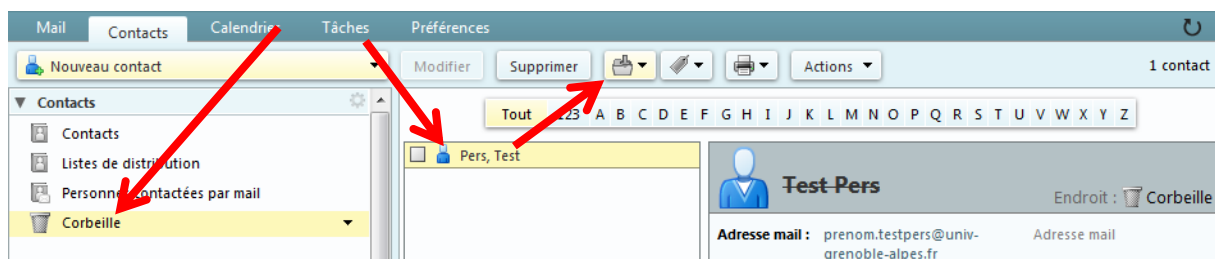 Mail Contacts Calendrier Tâches Préférences
Nouveau contact Modifier Supprimer Actions 1 contact
Contacts
Tout 123 A B C D E F G H I J K L M N O P Q R S T U V W X Y Z
Contacts
Listes de distribution
Personnes contactées par mail
Corbeille
Pers, Test
Test Pers
Endroit : Corbeille
Adresse mail : prenom.testpers@univ-grenoble-alpes.fr Adresse mail